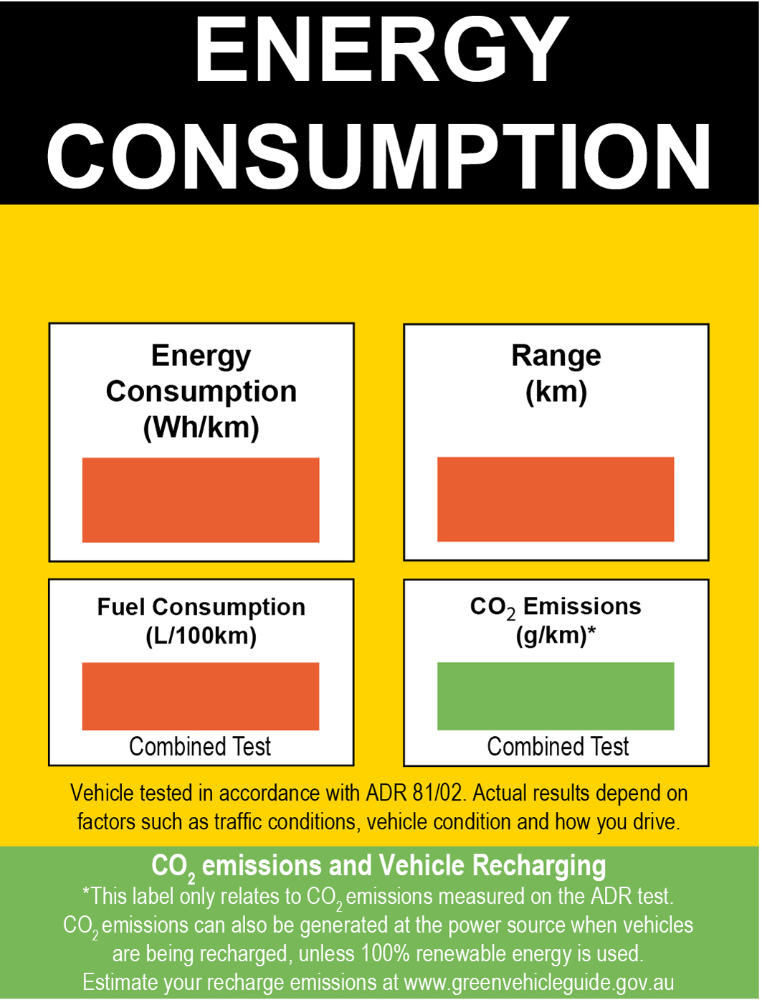 ENERGY
CONSUMPTION
Energy
Consumption
(Wh/km)
Range
(km)
Fuel Consumption
(L/100km)
Combined Test
CO₂ Emissions
(g/km)*
Combined Test
Vehicle tested in accordance with ADR 81/02. Actual results depend on
factors such as traffic conditions, vehicle condition and how you drive.
CO₂ emissions and Vehicle Recharging
*This label only relates to CO₂ emissions measured on the ADR test.
CO₂ emissions can also be generated at the power source when vehicles
are being recharged, unless 100% renewable energy is used.
Estimate your recharge emissions at www.greenvehicleguide.gov.au